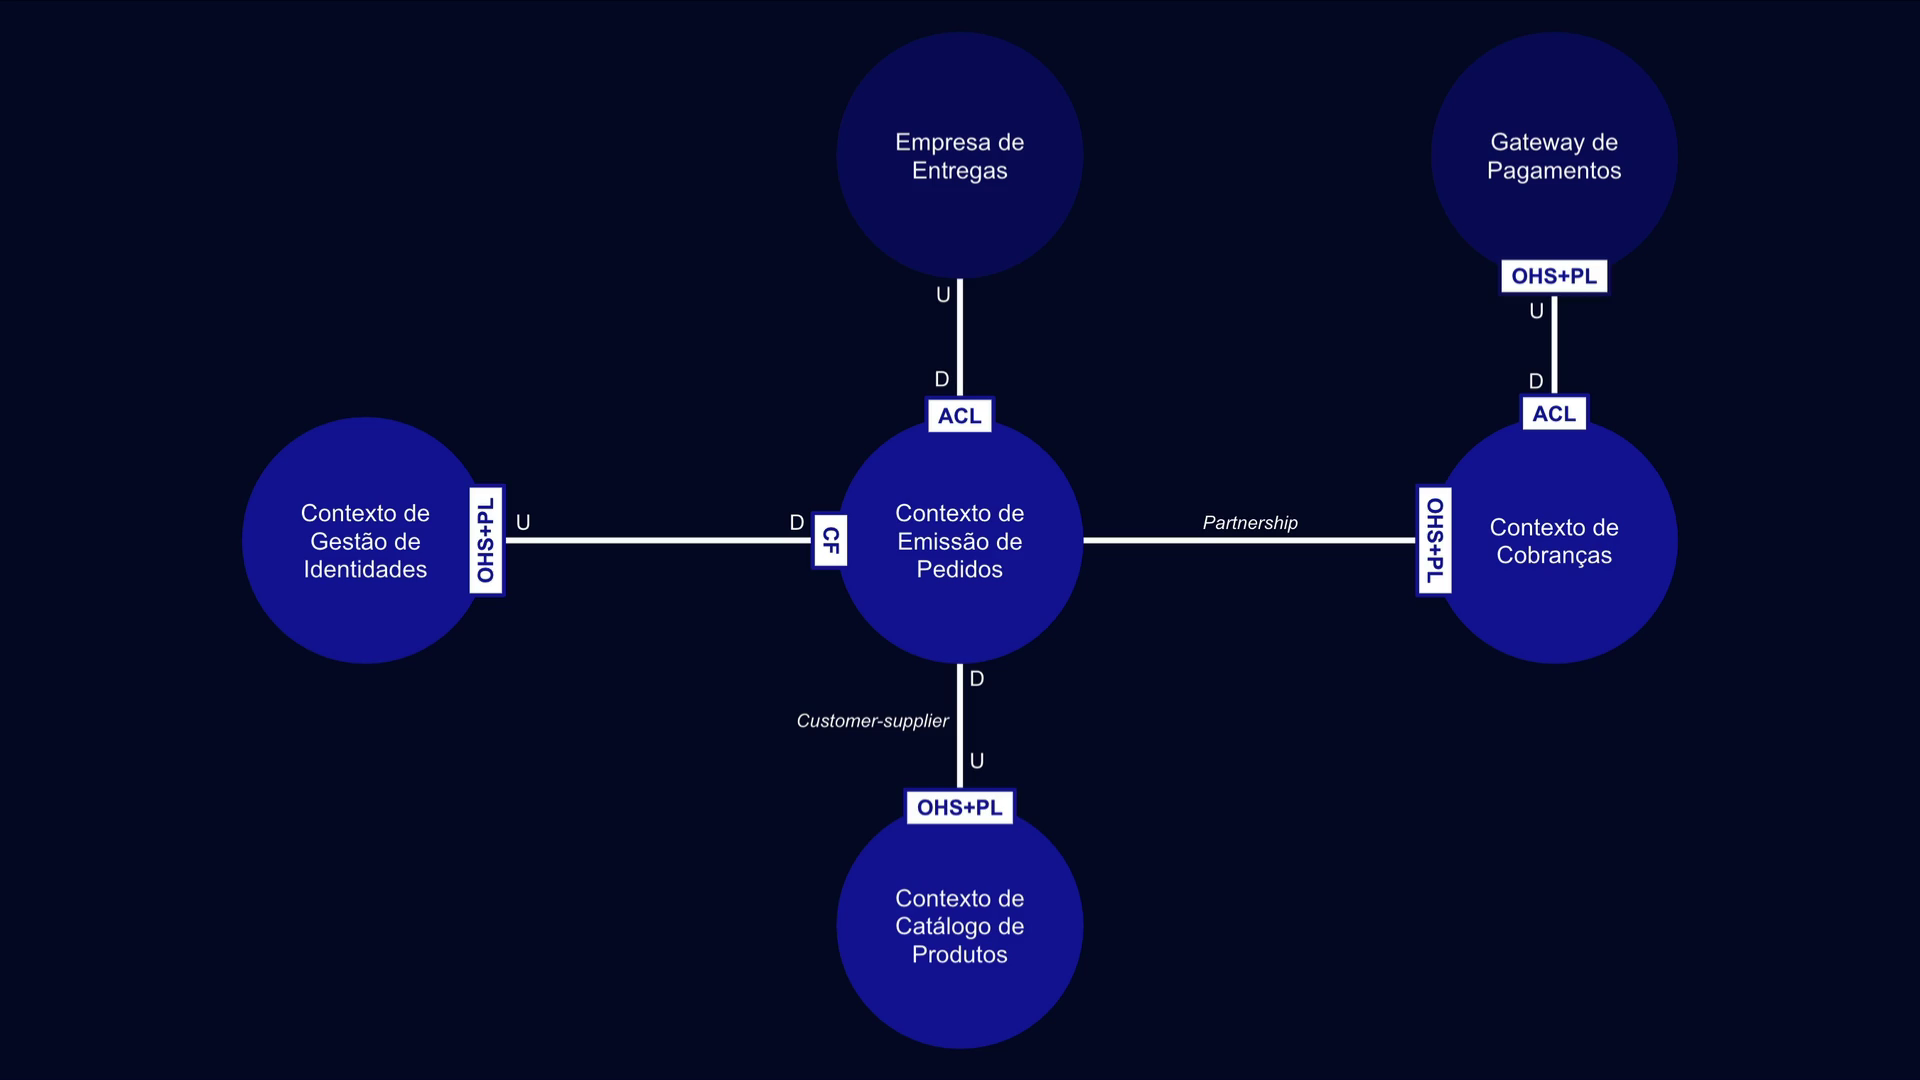 Empresa de
Entregas
Gateway de
Pagamentos
OHS+PL
U
U
D
D
ACL
ACL
Contexto de
Gestão de
Identidades
OHS+PL
U
D
CF
Contexto de
Emissão de
Pedidos
Partnership
OHS+PL
Contexto de
Cobranças
D
Customer-supplier
U
OHS+PL
Contexto de
Catálogo de
Produtos